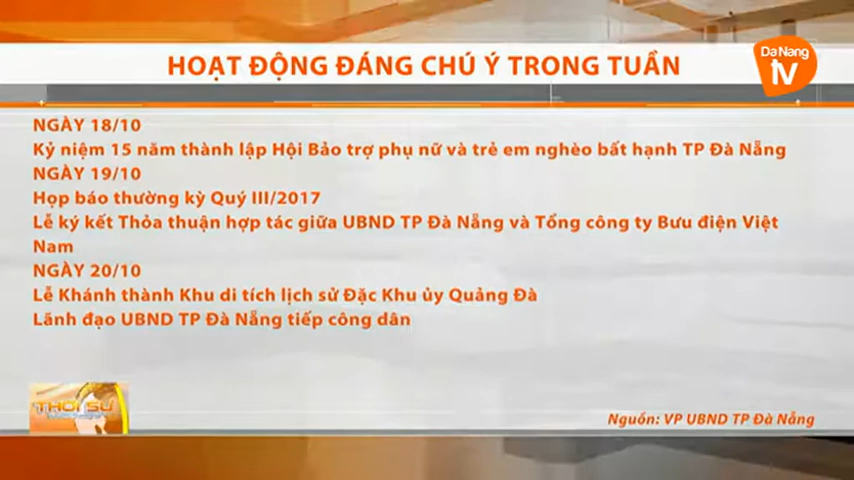 Da Nang
TV
HOẠT ĐỘNG ĐÁNG CHÚ Ý TRONG TUẦN
NGÀY 18/10
Kỷ niệm 15 năm thành lập Hội Bảo trợ phụ nữ và trẻ em nghèo bất hạnh TP Đà Nẵng
NGÀY 19/10
Họp báo thường kỳ Quý III/2017
Lễ ký kết Thỏa thuận hợp tác giữa UBND TP Đà Nẵng và Tổng công ty Bưu điện Việt
Nam
NGÀY 20/10
Lễ Khánh thành Khu di tích lịch sử Đặc Khu ủy Quảng Đà
Lãnh đạo UBND TP Đà Nẵng tiếp công dân
THỜI SỰ
Nguồn: VP UBND TP Đà Nẵng